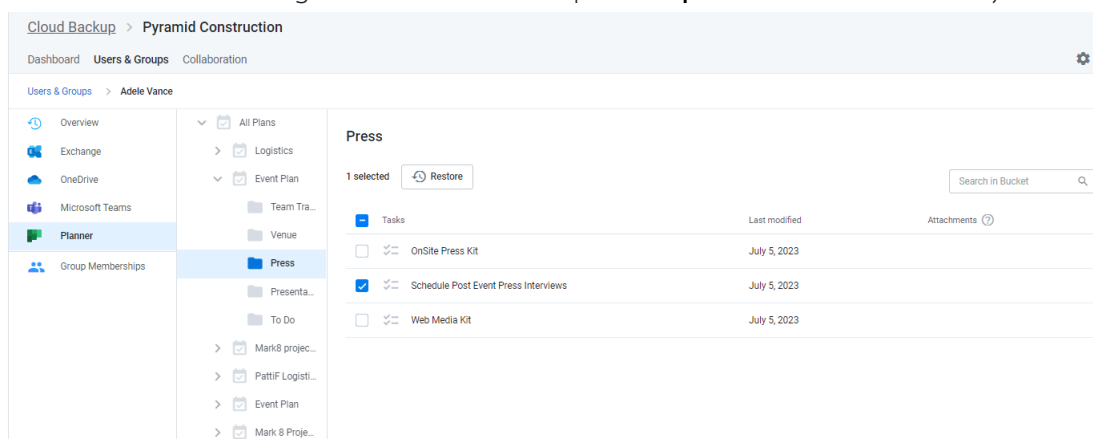 Cloud Backup > Pyramid Construction
Dashboard Users & Groups Collaboration
Users & Groups > Adele Vance
Overview
Exchange
OneDrive
Microsoft Teams
Planner
Group Memberships
All Plans
Logistics
Event Plan
Team Tra...
Venue
Press
Presenta...
To Do
Mark8 projec...
PattiF Logisti...
Event Plan
Mark 8 Proje...
Press
1 selected Restore
Search in Bucket
Tasks Last modified Attachments ?
OnSite Press Kit July 5, 2023
Schedule Post Event Press Interviews July 5, 2023
Web Media Kit July 5, 2023